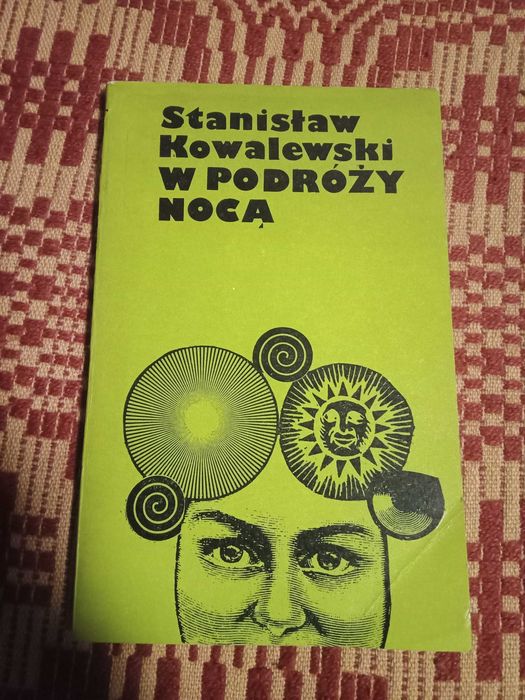 Stanisław
Kowalewski
W PODRÓŻY
NOCĄ